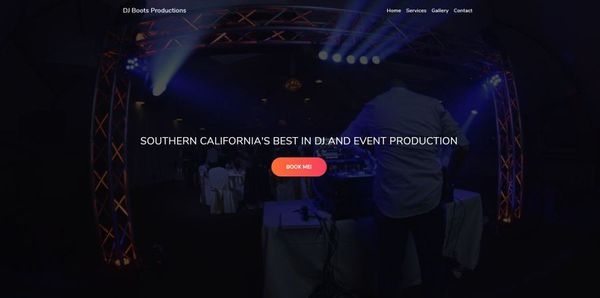 DJ Boots Productions
Home Services Gallery Contact
SOUTHERN CALIFORNIA'S BEST IN DJ AND EVENT PRODUCTION
BOOK ME!